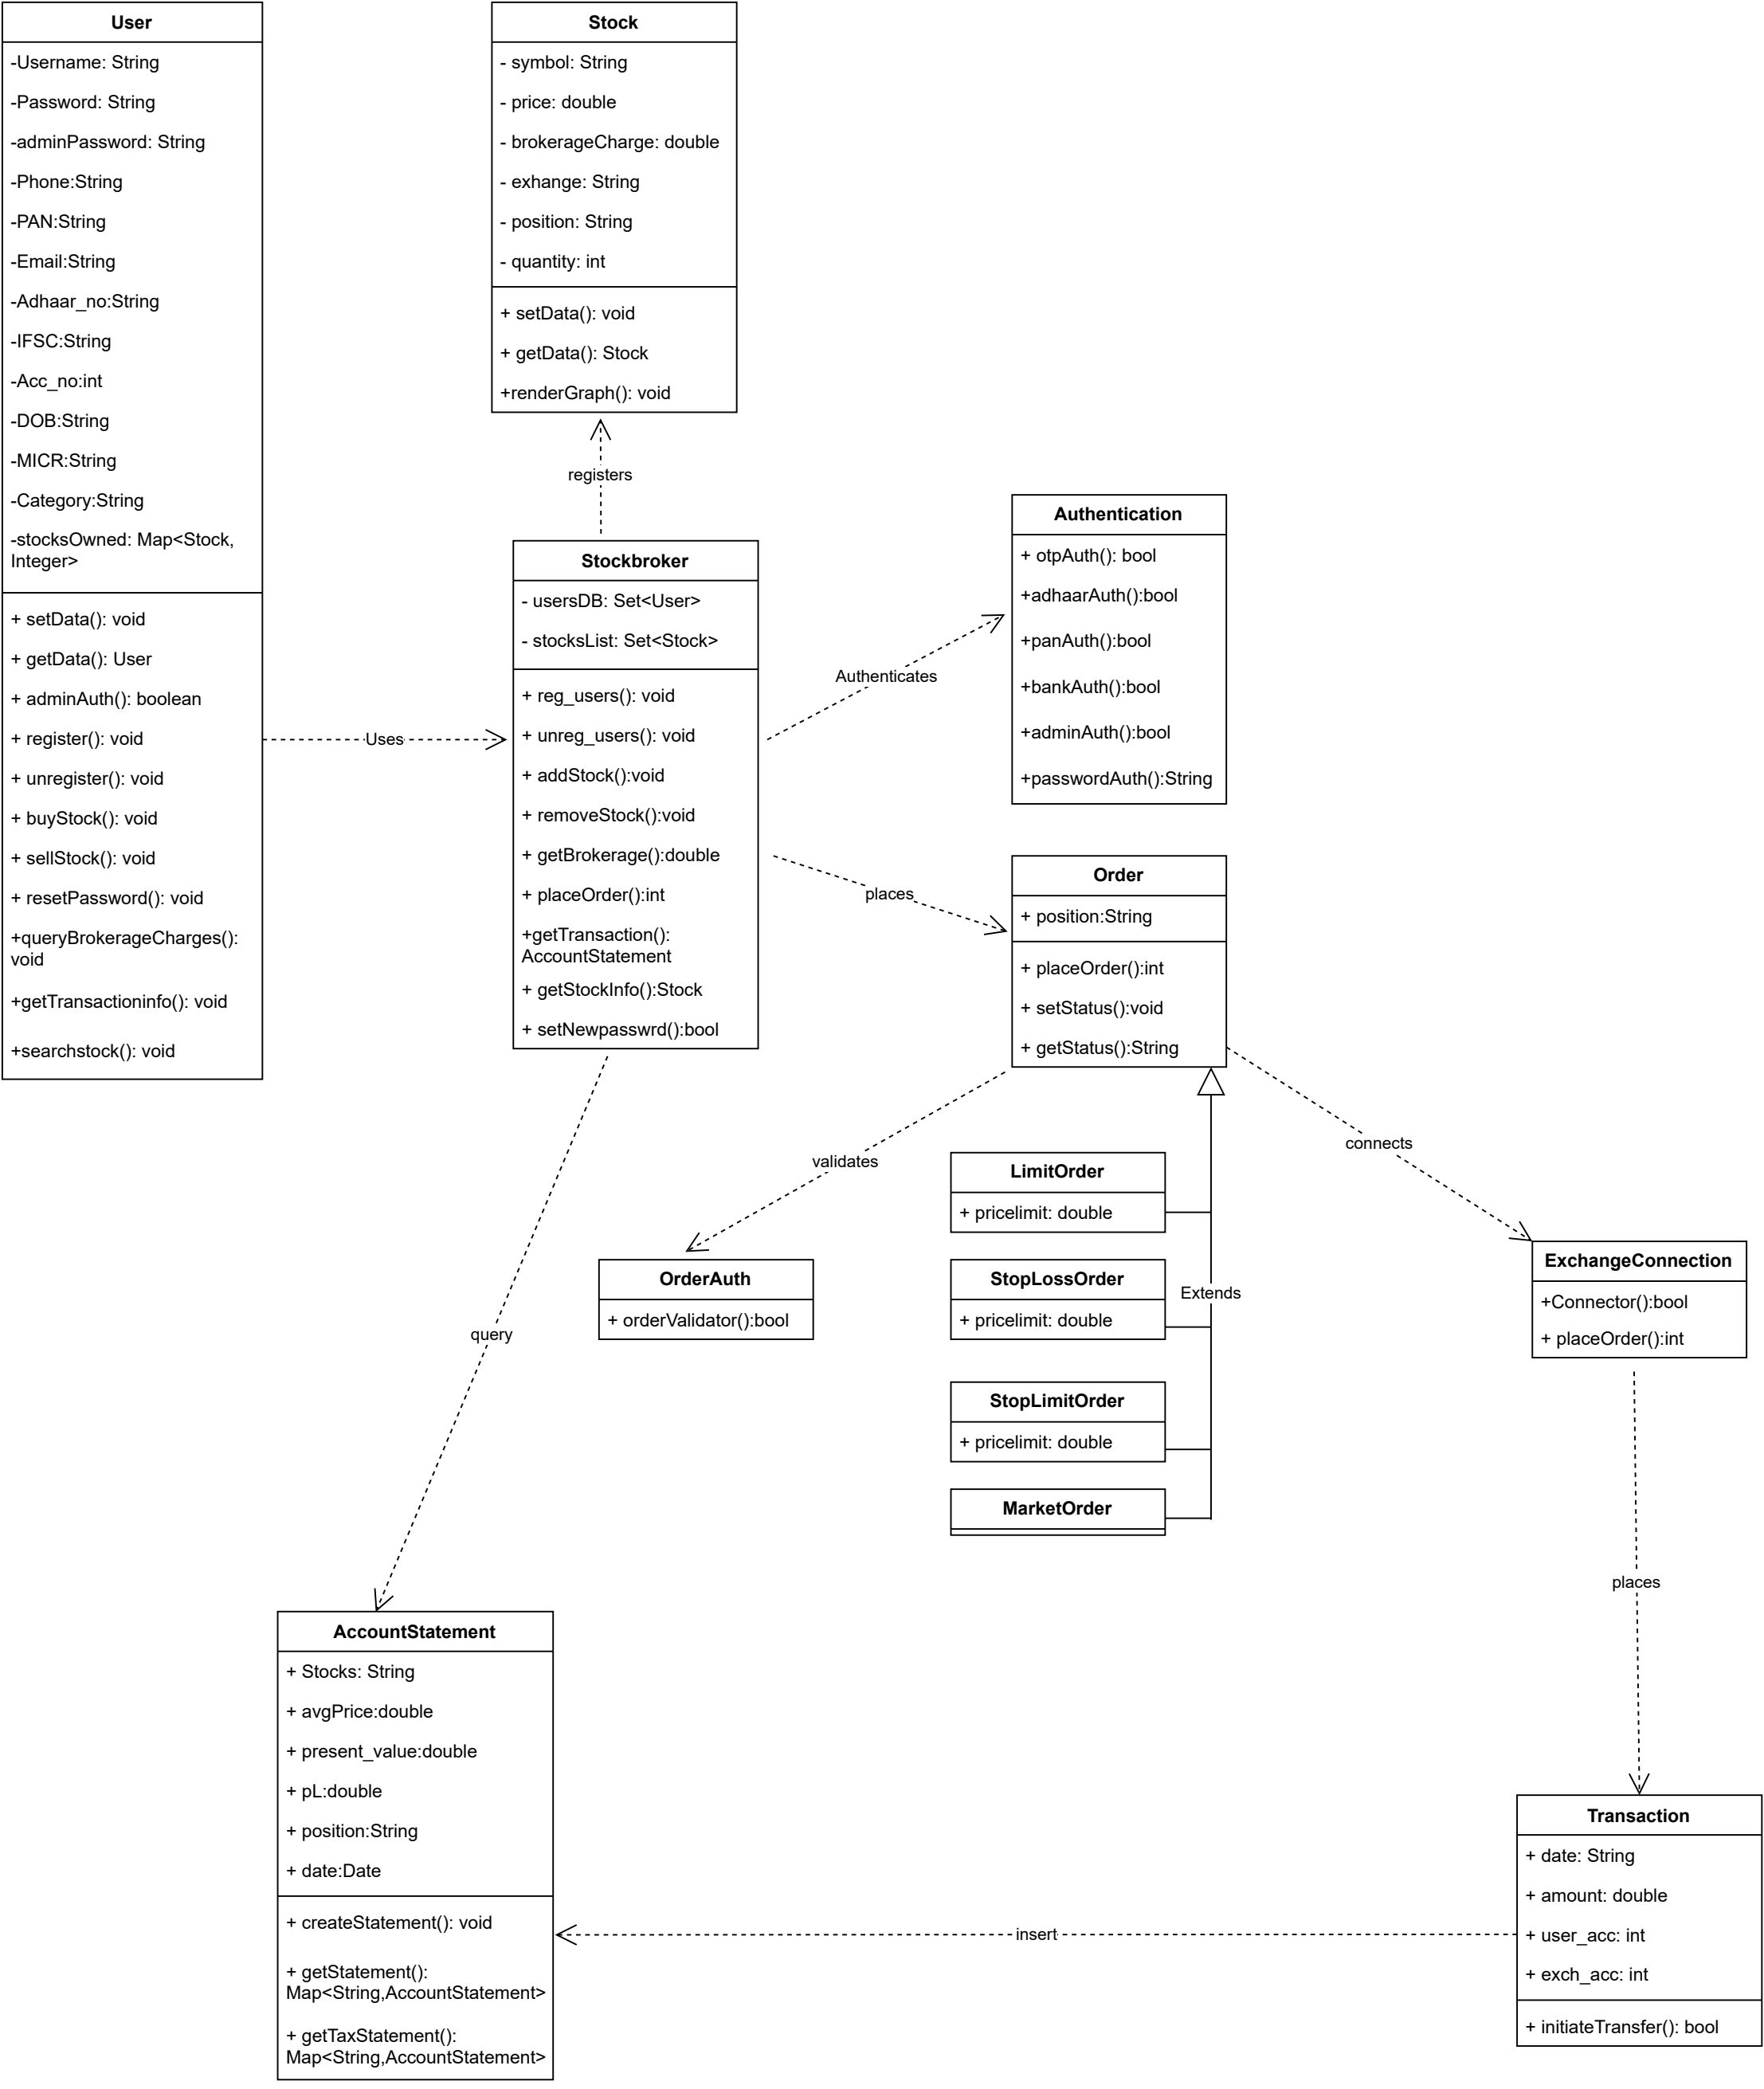 User
-Username: String
-Password: String
-adminPassword: String
-Phone:String
-PAN:String
-Email:String
-Adhaar_no:String
-IFSC:String
-Acc_no:int
-DOB:String
-MICR:String
-Category:String
-stocksOwned: Map<Stock,
Integer>
+ setData(): void
+ getData(): User
+ adminAuth(): boolean
+ register(): void
+ unregister(): void
+ buyStock(): void
+ sellStock(): void
+ resetPassword(): void
+queryBrokerageCharges():
void
+getTransactioninfo(): void
+searchstock(): void
Uses
Stock
- symbol: String
- price: double
- brokerageCharge: double
- exhange: String
- position: String
- quantity: int
+ setData(): void
+ getData(): Stock
+renderGraph(): void
registers
Stockbroker
- usersDB: Set<User>
- stocksList: Set<Stock>
+ reg_users(): void
+ unreg_users(): void
+ addStock():void
+ removeStock():void
+ getBrokerage():double
+ placeOrder():int
+getTransaction():
AccountStatement
+ getStockInfo():Stock
+ setNewpasswrd():bool
Authenticates
Authentication
+ otpAuth(): bool
+adhaarAuth():bool
+panAuth():bool
+bankAuth():bool
+adminAuth():bool
+passwordAuth():String
places
Order
+ position:String
+ placeOrder():int
+ setStatus():void
+ getStatus():String
validates
connects
OrderAuth
+ orderValidator():bool
LimitOrder
+ pricelimit: double
StopLossOrder
+ pricelimit: double
Extends
StopLimitOrder
+ pricelimit: double
MarketOrder
ExchangeConnection
+Connector():bool
+ placeOrder():int
query
places
AccountStatement
+ Stocks: String
+ avgPrice:double
+ present_value:double
+ pL:double
+ position:String
+ date:Date
+ createStatement(): void
+ getStatement():
Map<String,AccountStatement>
+ getTaxStatement():
Map<String,AccountStatement>
insert
Transaction
+ date: String
+ amount: double
+ user_acc: int
+ exch_acc: int
+ initiateTransfer(): bool